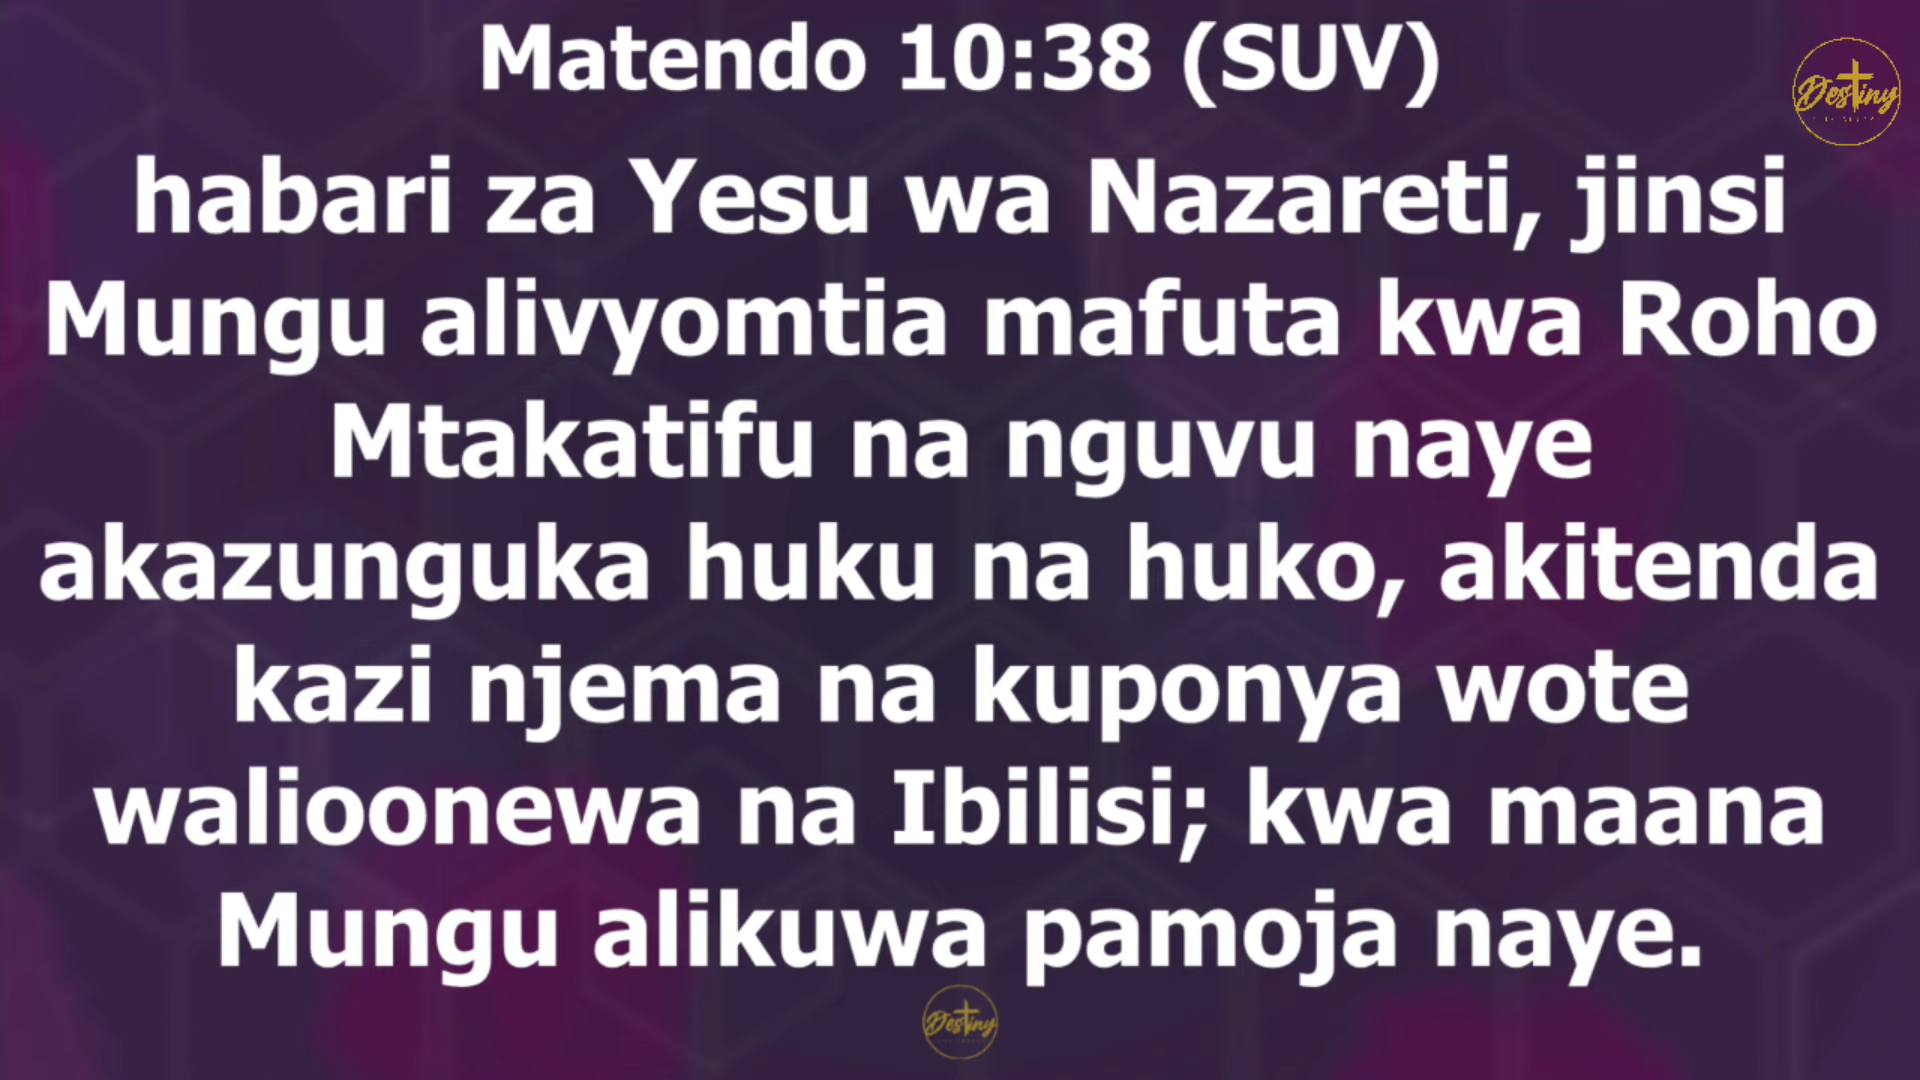 Matendo 10:38 (SUV)
Destiny
habari za Yesu wa Nazareti, jinsi
Mungu alivyomtia mafuta kwa Roho
Mtakatifu na nguvu naye
akazunguka huku na huko, akitenda
kazi njema na kuponya wote
walioonewa na Ibilisi; kwa maana
Mungu alikuwa pamoja naye.
Destiny